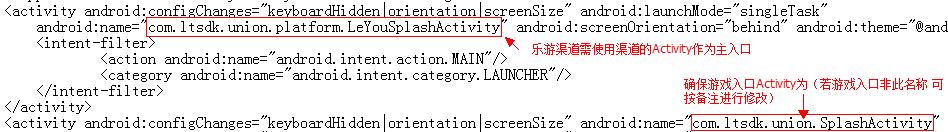 <activity android:configChanges="keyboardHidden|orientation|screenSize" android:launchMode="singleTask"
android:name="com.ltsdk.union.platform.LeYouSplashActivity" android:screenOrientation="behind" android:theme="@and
<intent-filter>
乐游渠道需使用渠道的Activity作为主入口
<action android:name="android.intent.action.MAIN"/>
<category android:name="android.intent.category.LAUNCHER"/>
</intent-filter>
确保游戏入口Activity为（若游戏入口非此名称 可
按备注进行修改）
</activity>
<activity android:configChanges="keyboardHidden|orientation|screenSize" android:name="com.ltsdk.union.SplashActivity"